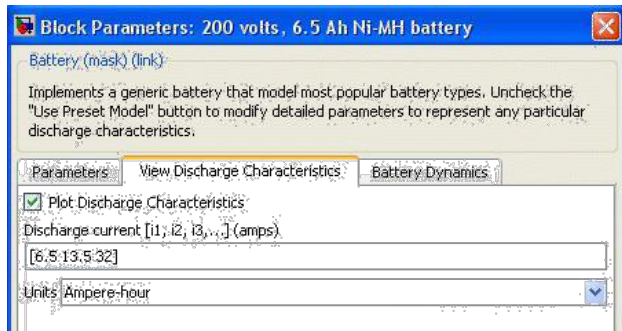 Block Parameters: 200 volts, 6.5 Ah Ni-MH battery
Battery (mask) (link)
Implements a generic battery that model most popular battery types. Uncheck the
"Use Preset Model" button to modify detailed parameters to represent any particular
discharge characteristics.
Parameters View Discharge Characteristics Battery Dynamics
Plot Discharge Characteristics
Discharge current [i1, i2, i3,...] (amps)
[6.5 13.5 32]
Units Ampere-hour